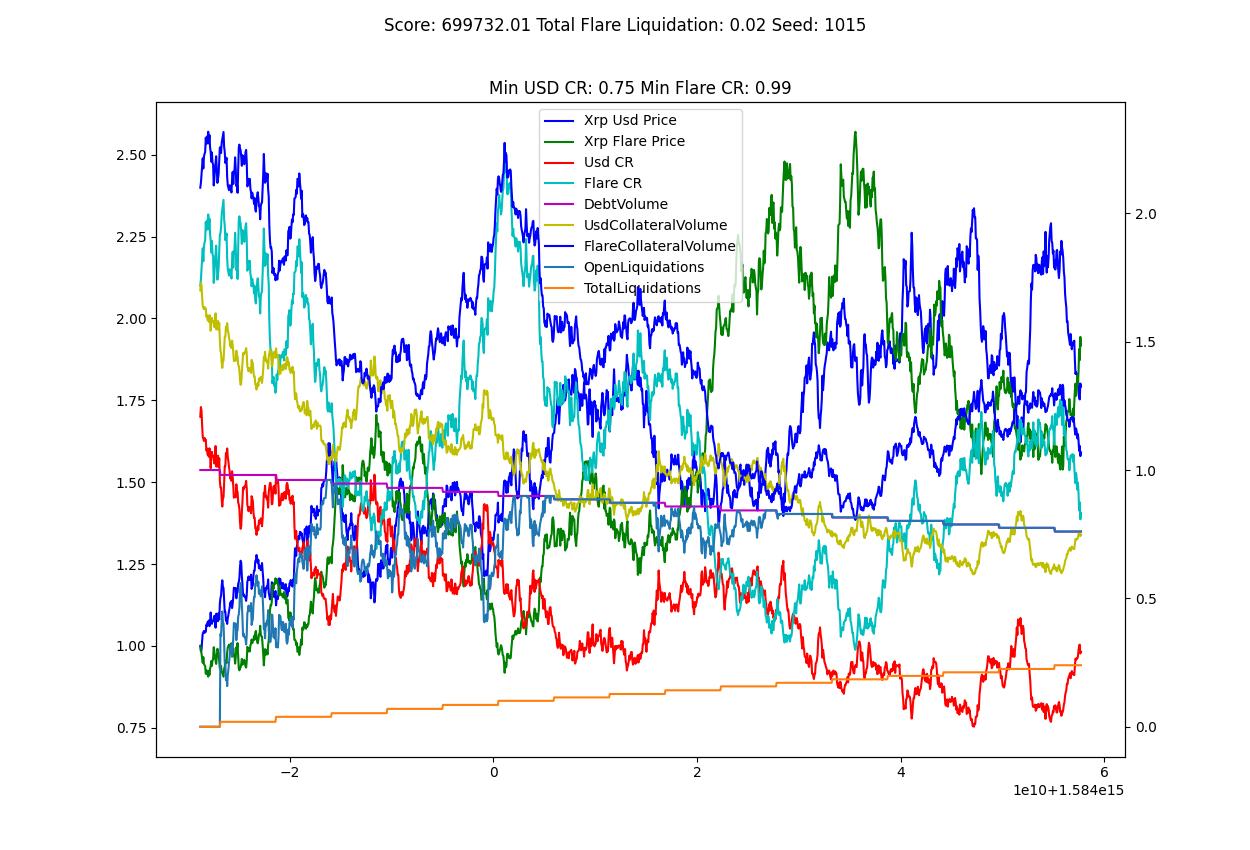 Score: 699732.01 Total Flare Liquidation: 0.02 Seed: 1015
Min USD CR: 0.75 Min Flare CR: 0.99
Xrp Usd Price
Xrp Flare Price
Usd CR
Flare CR
DebtVolume
UsdCollateralVolume
FlareCollateralVolume
OpenLiquidations
TotalLiquidations
2.50
2.25
2.00
1.75
1.50
1.25
1.00
0.75
2.0
1.5
1.0
0.5
0.0
−2
0
2
4
6
1e10+1.584e15